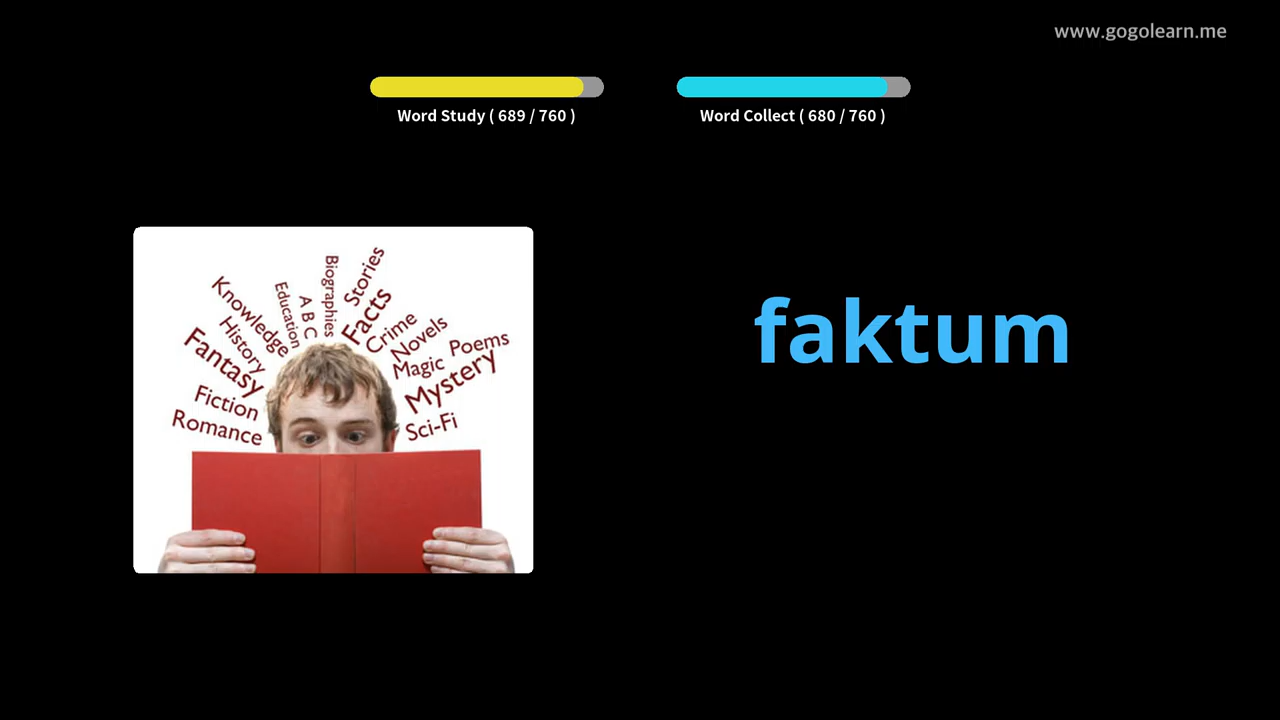 www.gogolearn.me
Word Study ( 689 / 760 )
Word Collect ( 680 / 760 )
faktum
Romance
Fiction
Fantasy
History
Knowledge
Education
A B C
Biographies
Stories
Facts
Crime
Novels
Magic
Poems
Mystery
Sci-Fi